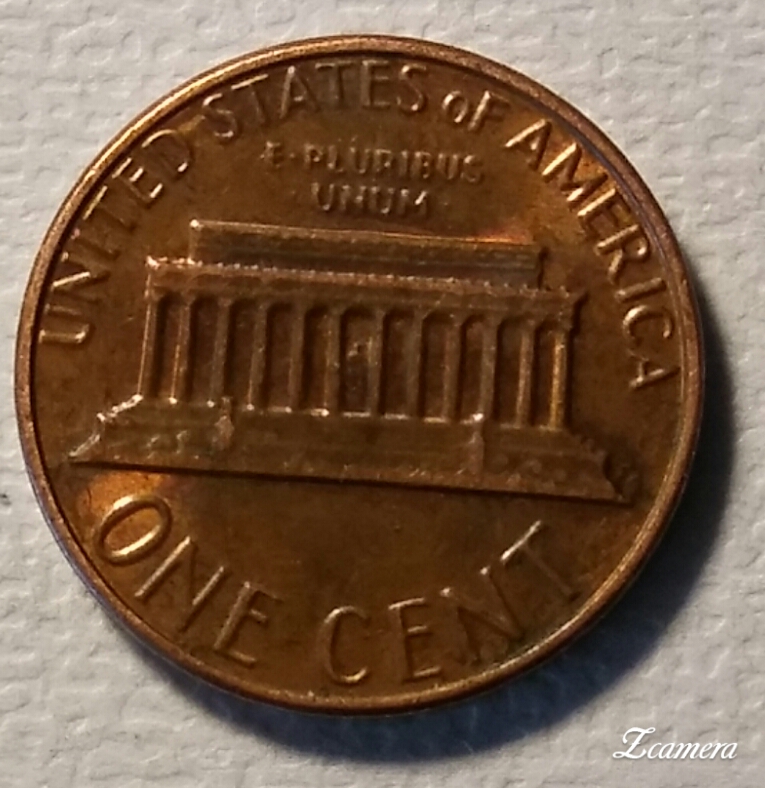 UNITED STATES oF AMERICA
E·PLURIBUS
UNUM
ONE CENT
Zcamera